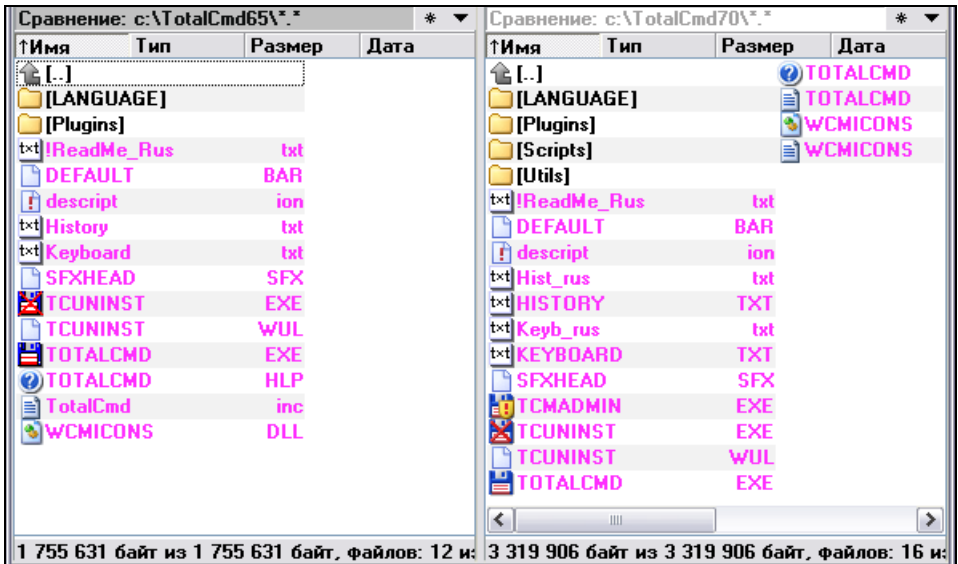 Сравнение: c:\TotalCmd65\*.* * ▼
↑Имя Тип Размер Дата
[..]
[LANGUAGE]
[Plugins]
!ReadMe_Rus txt
DEFAULT BAR
descript ion
History txt
Keyboard txt
SFXHEAD SFX
TCUNINST EXE
TCUNINST WUL
TOTALCMD EXE
TOTALCMD HLP
TotalCmd inc
WCMICONS DLL
1 755 631 байт из 1 755 631 байт, файлов: 12 из
Сравнение: c:\TotalCmd70\*.* * ▼
↑Имя Тип Размер Дата
[..]
[LANGUAGE]
[Plugins]
[Scripts]
[Utils]
!ReadMe_Rus txt
DEFAULT BAR
descript ion
Hist_rus txt
HISTORY TXT
Keyb_rus txt
KEYBOARD TXT
SFXHEAD SFX
TCMADMIN EXE
TCUNINST EXE
TCUNINST WUL
TOTALCMD EXE
TOTALCMD
TOTALCMD
WCMICONS
WCMICONS
3 319 906 байт из 3 319 906 байт, файлов: 16 из